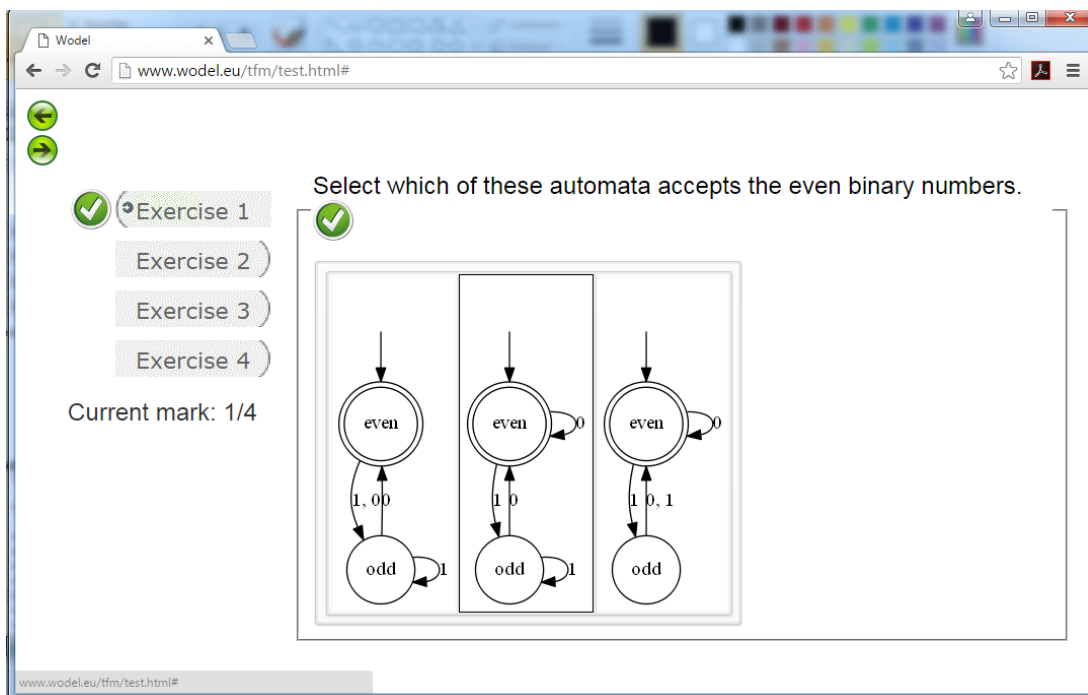 Wodel
www.wodel.eu/tfm/test.html#
Select which of these automata accepts the even binary numbers.
Exercise 1
Exercise 2
Exercise 3
Exercise 4
Current mark: 1/4
even even 0 even 0
1, 0 0 1 0 1 0, 1
odd 1 odd 1 odd
www.wodel.eu/tfm/test.html#